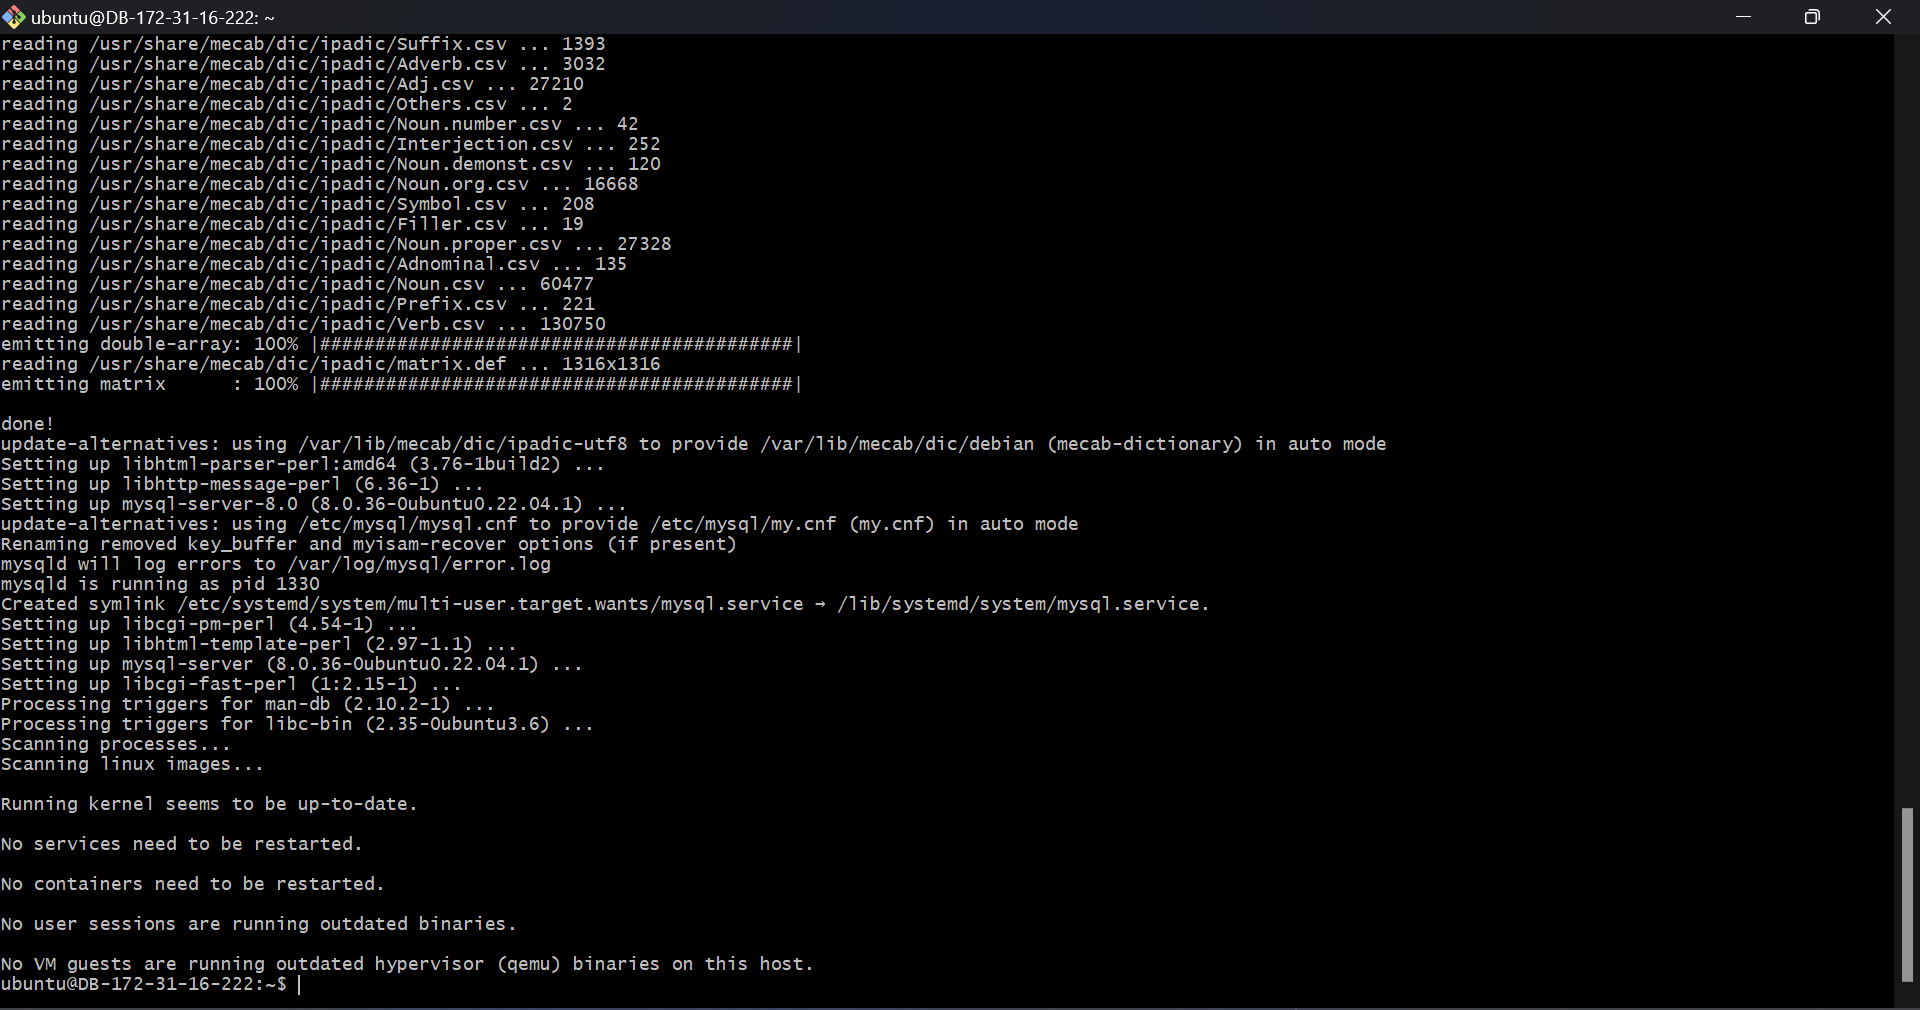 ubuntu@DB-172-31-16-222: ~
reading /usr/share/mecab/dic/ipadic/Suffix.csv ... 1393
reading /usr/share/mecab/dic/ipadic/Adverb.csv ... 3032
reading /usr/share/mecab/dic/ipadic/Adj.csv ... 27210
reading /usr/share/mecab/dic/ipadic/Others.csv ... 2
reading /usr/share/mecab/dic/ipadic/Noun.number.csv ... 42
reading /usr/share/mecab/dic/ipadic/Interjection.csv ... 252
reading /usr/share/mecab/dic/ipadic/Noun.demonst.csv ... 120
reading /usr/share/mecab/dic/ipadic/Noun.org.csv ... 16668
reading /usr/share/mecab/dic/ipadic/Symbol.csv ... 208
reading /usr/share/mecab/dic/ipadic/Filler.csv ... 19
reading /usr/share/mecab/dic/ipadic/Noun.proper.csv ... 27328
reading /usr/share/mecab/dic/ipadic/Adnominal.csv ... 135
reading /usr/share/mecab/dic/ipadic/Noun.csv ... 60477
reading /usr/share/mecab/dic/ipadic/Prefix.csv ... 221
reading /usr/share/mecab/dic/ipadic/Verb.csv ... 130750
emitting double-array: 100% |###########################################|
reading /usr/share/mecab/dic/ipadic/matrix.def ... 1316x1316
emitting matrix      : 100% |###########################################|
done!
update-alternatives: using /var/lib/mecab/dic/ipadic-utf8 to provide /var/lib/mecab/dic/debian (mecab-dictionary) in auto mode
Setting up libhtml-parser-perl:amd64 (3.76-1build2) ...
Setting up libhttp-message-perl (6.36-1) ...
Setting up mysql-server-8.0 (8.0.36-0ubuntu0.22.04.1) ...
update-alternatives: using /etc/mysql/mysql.cnf to provide /etc/mysql/my.cnf (my.cnf) in auto mode
Renaming removed key_buffer and myisam-recover options (if present)
mysqld will log errors to /var/log/mysql/error.log
mysqld is running as pid 1330
Created symlink /etc/systemd/system/multi-user.target.wants/mysql.service → /lib/systemd/system/mysql.service.
Setting up libcgi-pm-perl (4.54-1) ...
Setting up libhtml-template-perl (2.97-1.1) ...
Setting up mysql-server (8.0.36-0ubuntu0.22.04.1) ...
Setting up libcgi-fast-perl (1:2.15-1) ...
Processing triggers for man-db (2.10.2-1) ...
Processing triggers for libc-bin (2.35-0ubuntu3.6) ...
Scanning processes...
Scanning linux images...
Running kernel seems to be up-to-date.
No services need to be restarted.
No containers need to be restarted.
No user sessions are running outdated binaries.
No VM guests are running outdated hypervisor (qemu) binaries on this host.
ubuntu@DB-172-31-16-222:~$